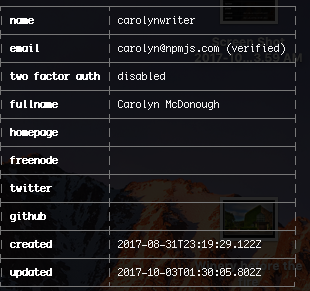 name carolynwriter
email carolyn@npmjs.com (verified)
two factor auth disabled
fullname Carolyn McDonough
homepage
freenode
twitter
github
created 2017-08-31T23:19:29.122Z
updated 2017-10-03T01:30:05.802Z
Screen Shot
2017-10...3.59 AM